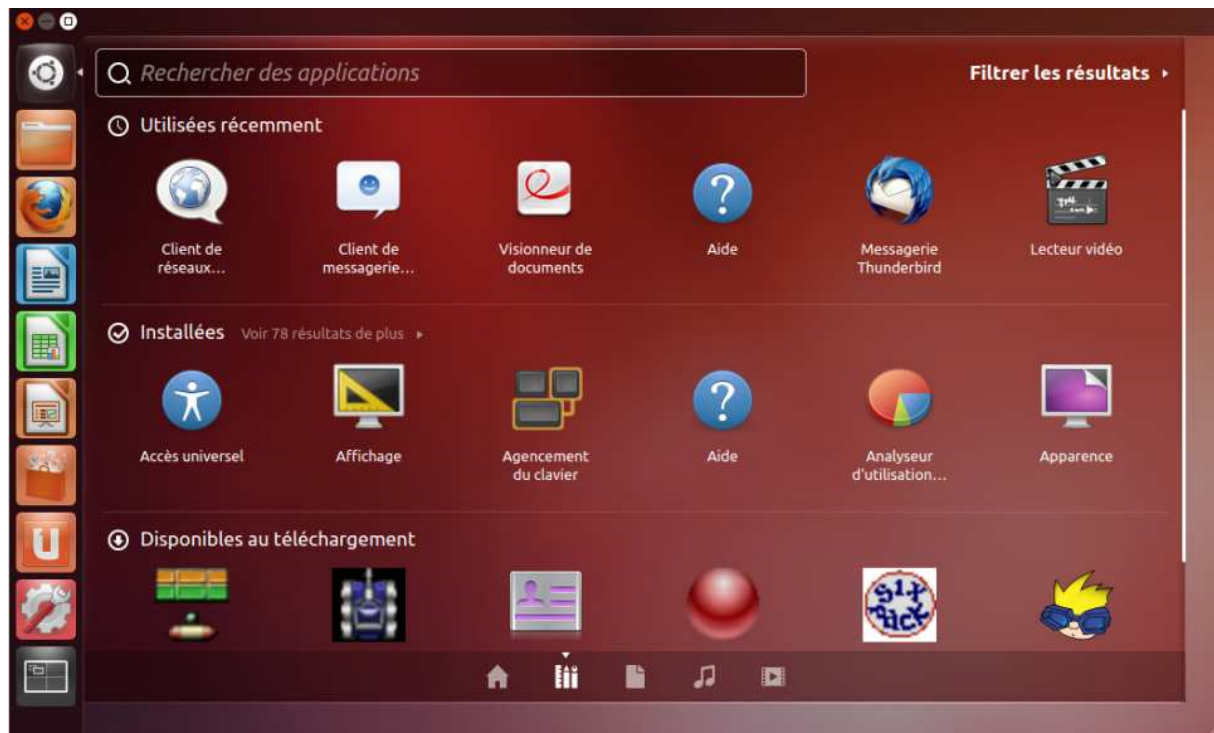 Rechercher des applications
Filtrer les résultats
Utilisées récemment
Client de
réseaux...
Client de
messagerie...
Visionneur de
documents
Aide
Messagerie
Thunderbird
Lecteur vidéo
Installées Voir 78 résultats de plus
Accès universel
Affichage
Agencement
du clavier
Aide
Analyseur
d'utilisation...
Apparence
Disponibles au téléchargement
SIX
PACK